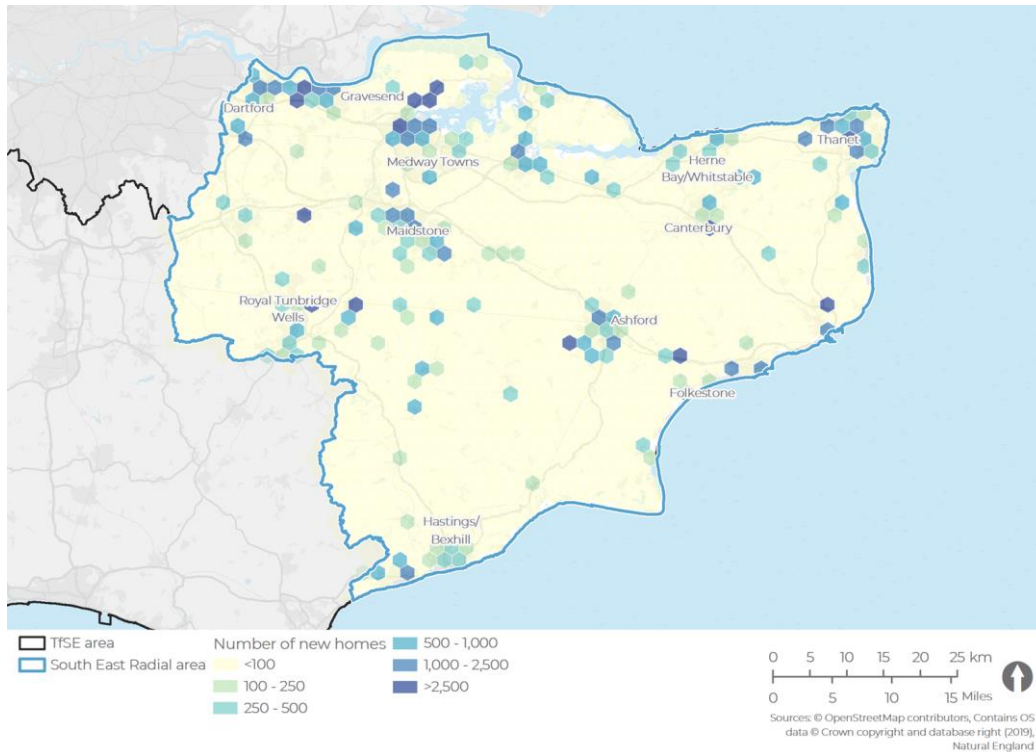 Dartford
Gravesend
Medway Towns
Herne
Bay/Whitstable
Thanet
Canterbury
Maidstone
Royal Tunbridge
Wells
Ashford
Folkestone
Hastings/
Bexhill
TfSE area
South East Radial area
Number of new homes
<100
100 - 250
250 - 500
500 - 1,000
1,000 - 2,500
>2,500
0 5 10 15 20 25 km
0 5 10 15 Miles
Sources: © OpenStreetMap contributors, Contains OS
data © Crown copyright and database right (2019),
Natural England